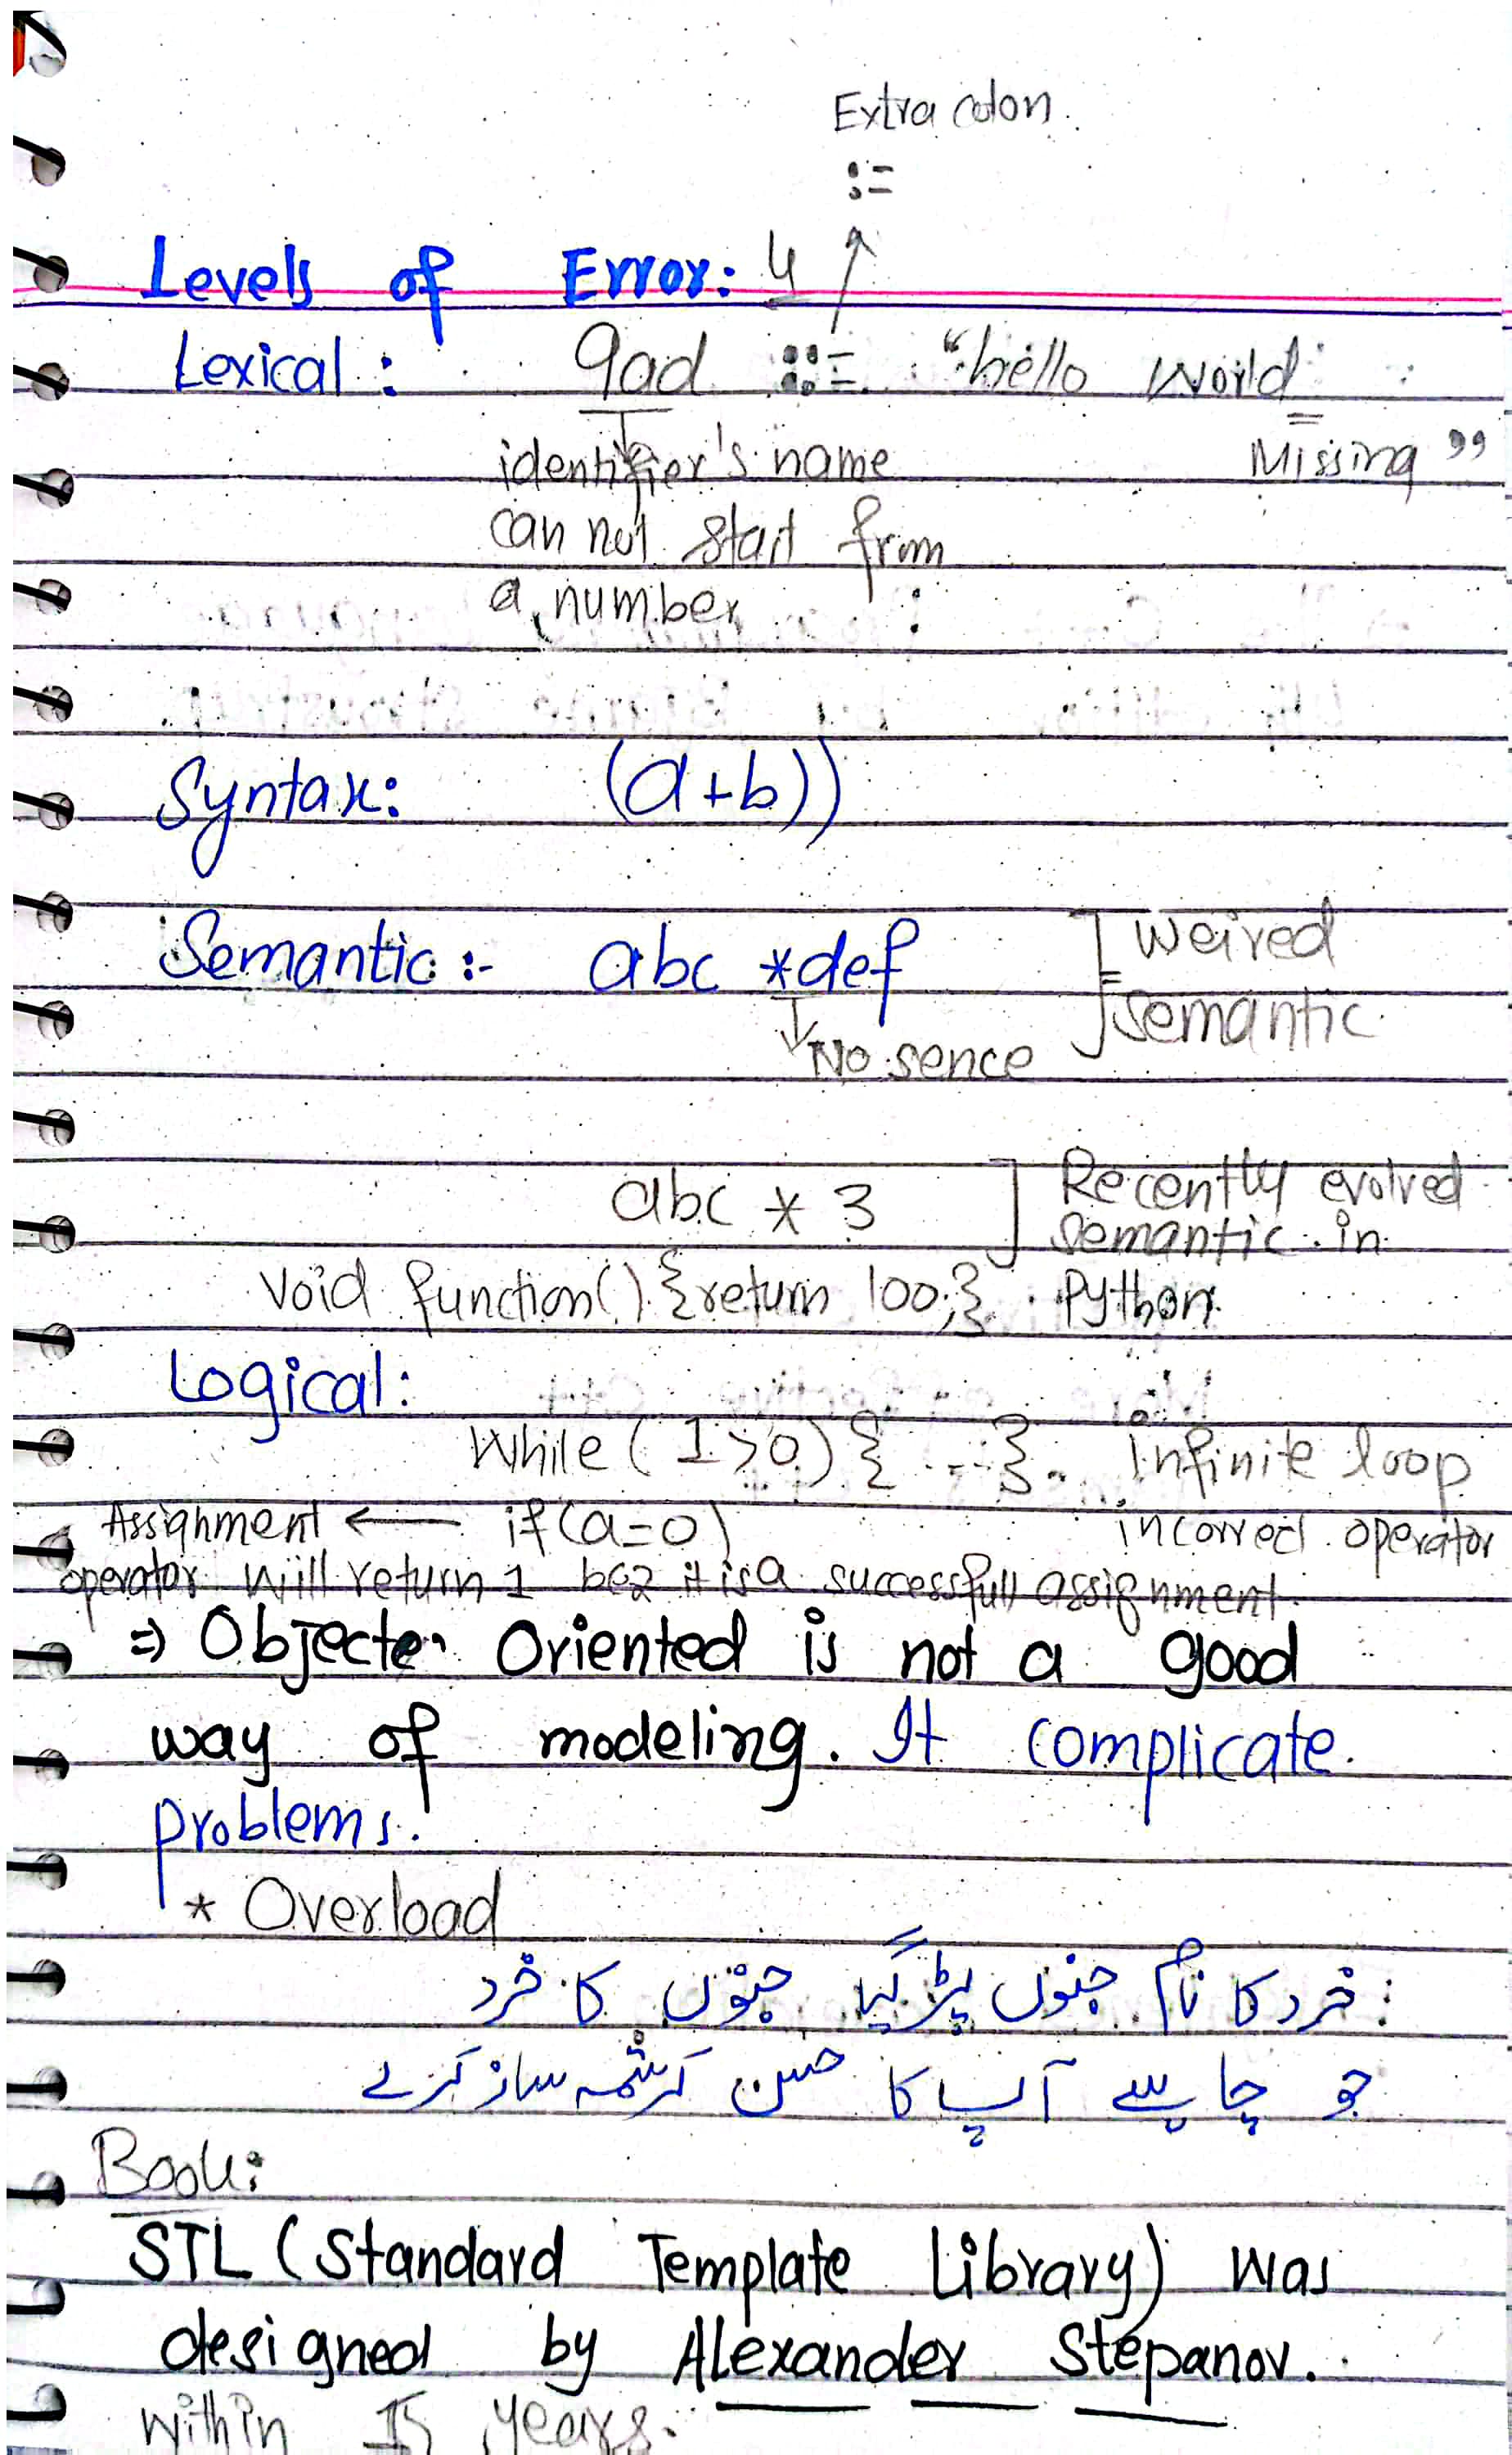 Extra colon.
:=
Levels of Error: 4
Lexical: 9ad ::= "hello world
identifier's name Missing "
can not start from
a number
Syntax: (a+b))
Semantic:- abc *def ] weired
semantic
No sence
abc * 3 ] Recently evolved
semantic in
void function() {return 100;} Python
Logical:
While (1>0) { ... } Infinite loop
Assignment ← if (a=0) incorrect operator
operator will return 1 bcz it is a successfull assignment.
⇒ Objecte Oriented is not a good
way of modeling. It complicate
problems.
* Overload
: خرد کا نام جنوں پڑ گیا جنوں کا خرد
جو چاہے آپ کا حسن کرشمہ ساز کرے
Book:
STL (Standard Template Library) was
designed by Alexander Stepanov.
within 15 years.